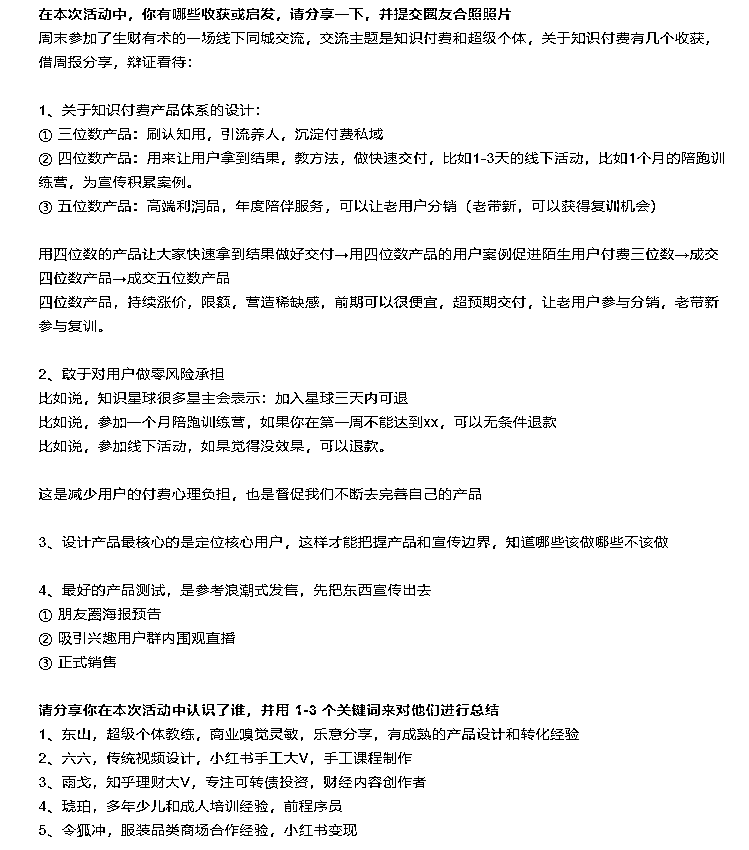 在本次活动中，你有哪些收获或启发，请分享一下，并提交圈友合照照片
周末参加了生财有术的一场线下同城交流，交流主题是知识付费和超级个体，关于知识付费有几个收获，
借周报分享，辩证看待：
1、关于知识付费产品体系的设计：
① 三位数产品：刷认知用，引流养人，沉淀付费私域
② 四位数产品：用来让用户拿到结果，教方法，做快速交付，比如1-3天的线下活动，比如1个月的陪跑训
练营，为宣传积累案例。
③ 五位数产品：高端利润品，年度陪伴服务，可以让老用户分销（老带新，可以获得复训机会）
用四位数的产品让大家快速拿到结果做好交付→用四位数产品的用户案例促进陌生用户付费三位数→成交
四位数产品→成交五位数产品
四位数产品，持续涨价，限额，营造稀缺感，前期可以很便宜，超预期交付，让老用户参与分销，老带新
参与复训。
2、敢于对用户做零风险承担
比如说，知识星球很多星主会表示：加入星球三天内可退
比如说，参加一个月陪跑训练营，如果你在第一周不能达到xx，可以无条件退款
比如说，参加线下活动，如果觉得没效果，可以退款。
这是减少用户的付费心理负担，也是督促我们不断去完善自己的产品
3、设计产品最核心的是定位核心用户，这样才能把握产品和宣传边界，知道哪些该做哪些不该做
4、最好的产品测试，是参考浪潮式发售，先把东西宣传出去
① 朋友圈海报预告
② 吸引兴趣用户群内围观直播
③ 正式销售
请分享你在本次活动中认识了谁，并用 1-3 个关键词来对他们进行总结
1、东山，超级个体教练，商业嗅觉灵敏，乐意分享，有成熟的产品设计和转化经验
2、六六，传统视频设计，小红书手工大V，手工课程制作
3、雨戈，知乎理财大V，专注可转债投资，财经内容创作者
4、琥珀，多年少儿和成人培训经验，前程序员
5、令狐冲，服装品类商场合作经验，小红书变现